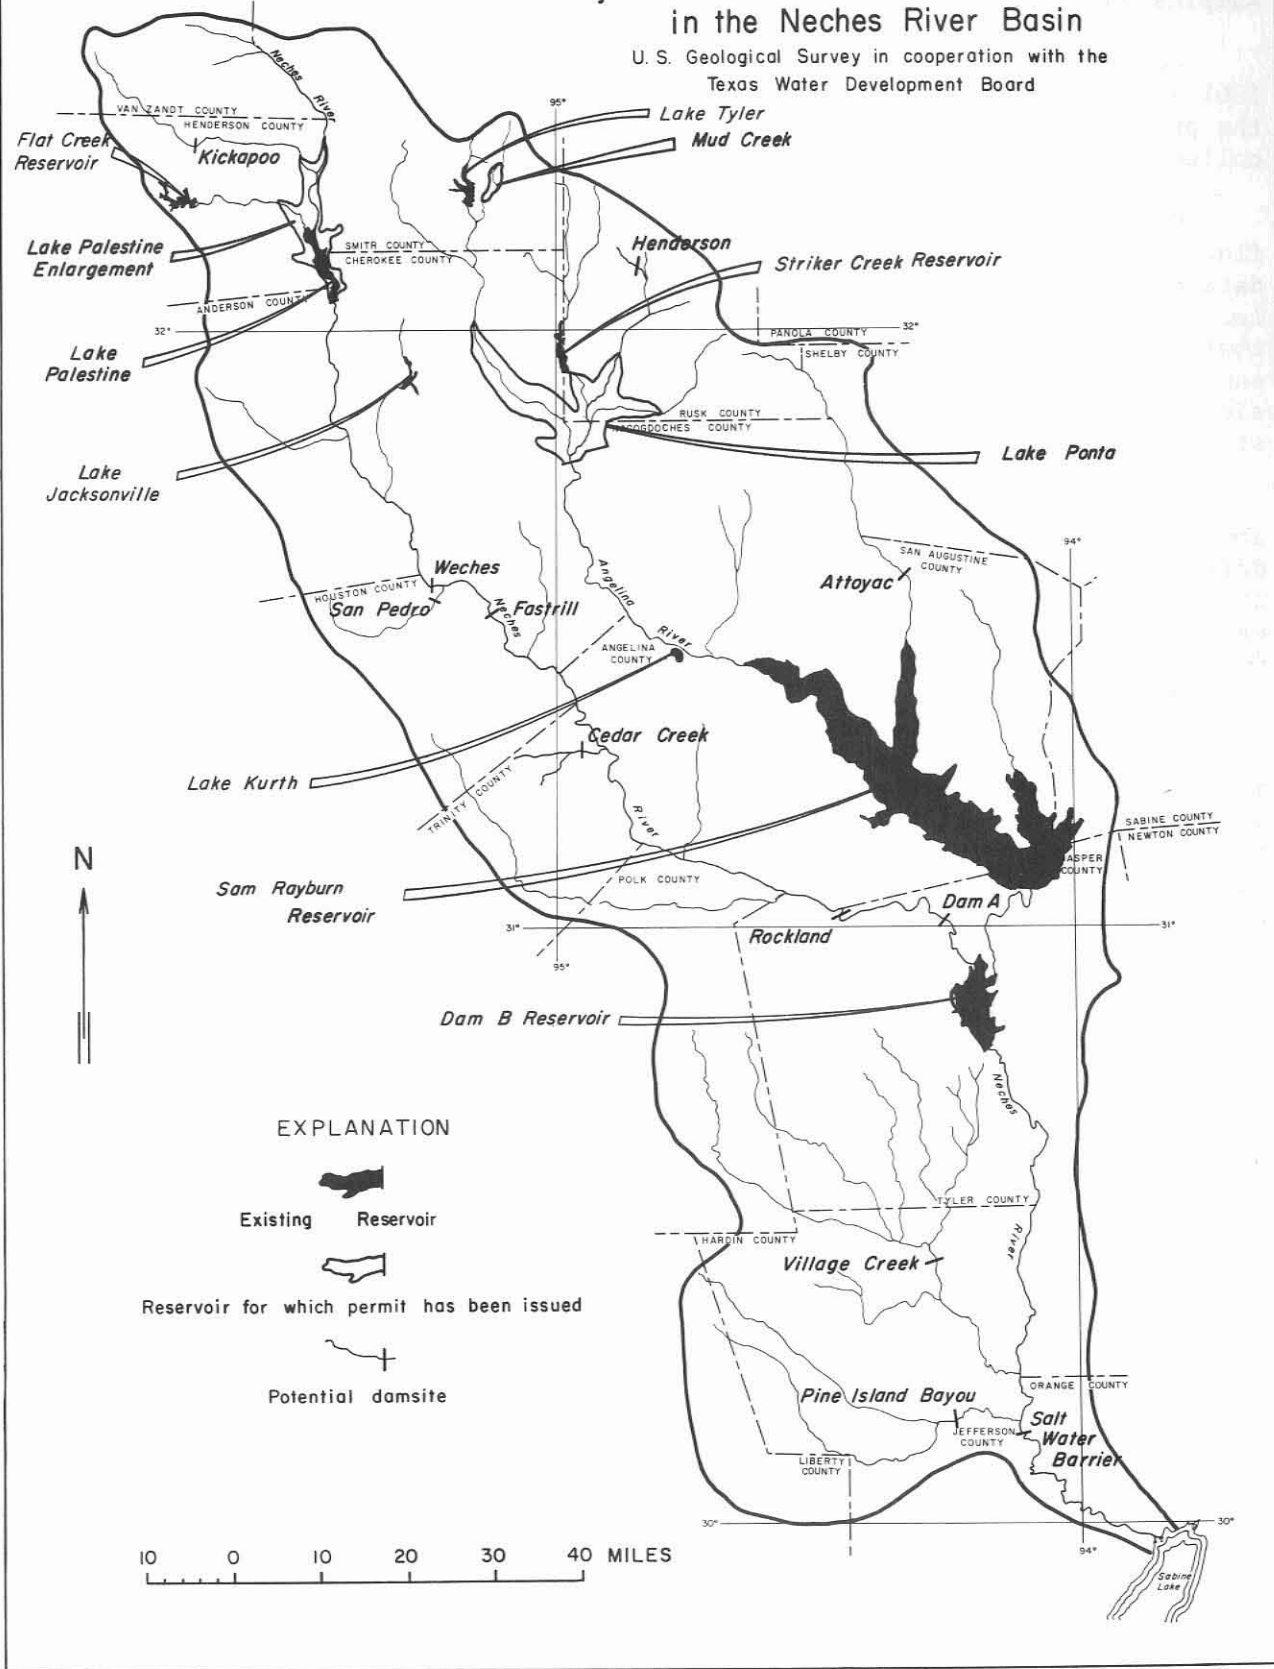 in the Neches River Basin
U. S. Geological Survey in cooperation with the
Texas Water Development Board
Neches
River
VAN ZANDT COUNTY
HENDERSON COUNTY
95°
Lake Tyler
Mud Creek
Flat Creek
Reservoir
Kickapoo
Lake Palestine
Enlargement
SMITH COUNTY
CHEROKEE COUNTY
Henderson
Striker Creek Reservoir
ANDERSON COUNTY
32°
32°
PANOLA COUNTY
SHELBY COUNTY
Lake
Palestine
RUSK COUNTY
NACOGDOCHES COUNTY
Lake Ponta
Lake
Jacksonville
94°
SAN AUGUSTINE
COUNTY
Weches
Angelina
River
Attoyac
HOUSTON COUNTY
San Pedro
Neches
Fastrill
ANGELINA
COUNTY
Cedar Creek
Lake Kurth
TRINITY COUNTY
River
SABINE COUNTY
NEWTON COUNTY
N
JASPER
COUNTY
POLK COUNTY
Sam Rayburn
Reservoir
Dam A
Rockland
31°
31°
95°
Dam B Reservoir
Neches
EXPLANATION
Existing Reservoir
TYLER COUNTY
HARDIN COUNTY
River
Village Creek
Reservoir for which permit has been issued
Potential damsite
ORANGE COUNTY
Pine Island Bayou
Salt
Water
Barrier
JEFFERSON
COUNTY
LIBERTY
COUNTY
30°
30°
94°
10 0 10 20 30 40 MILES
Sabine
Lake